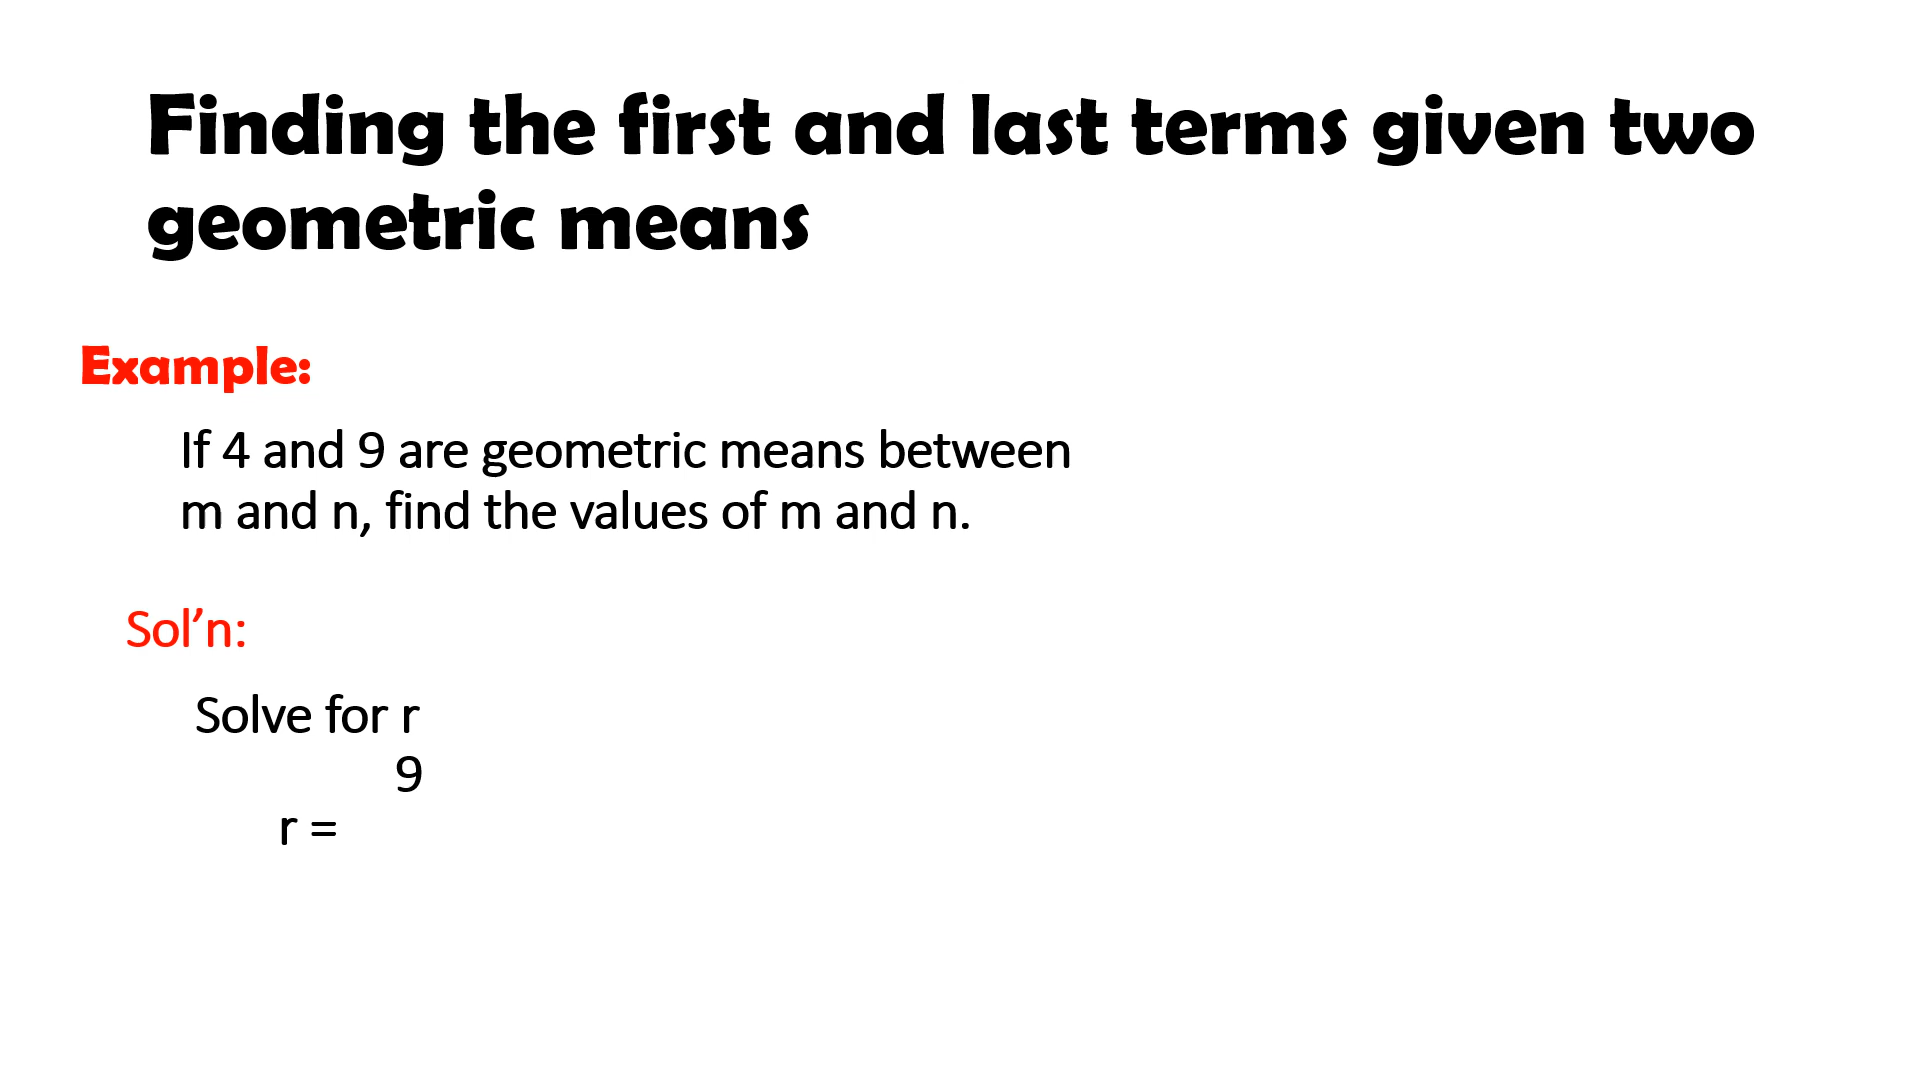 Finding the first and last terms given two
geometric means
Example:
If 4 and 9 are geometric means between
m and n, find the values of m and n.
Sol’n:
Solve for r
9
r =